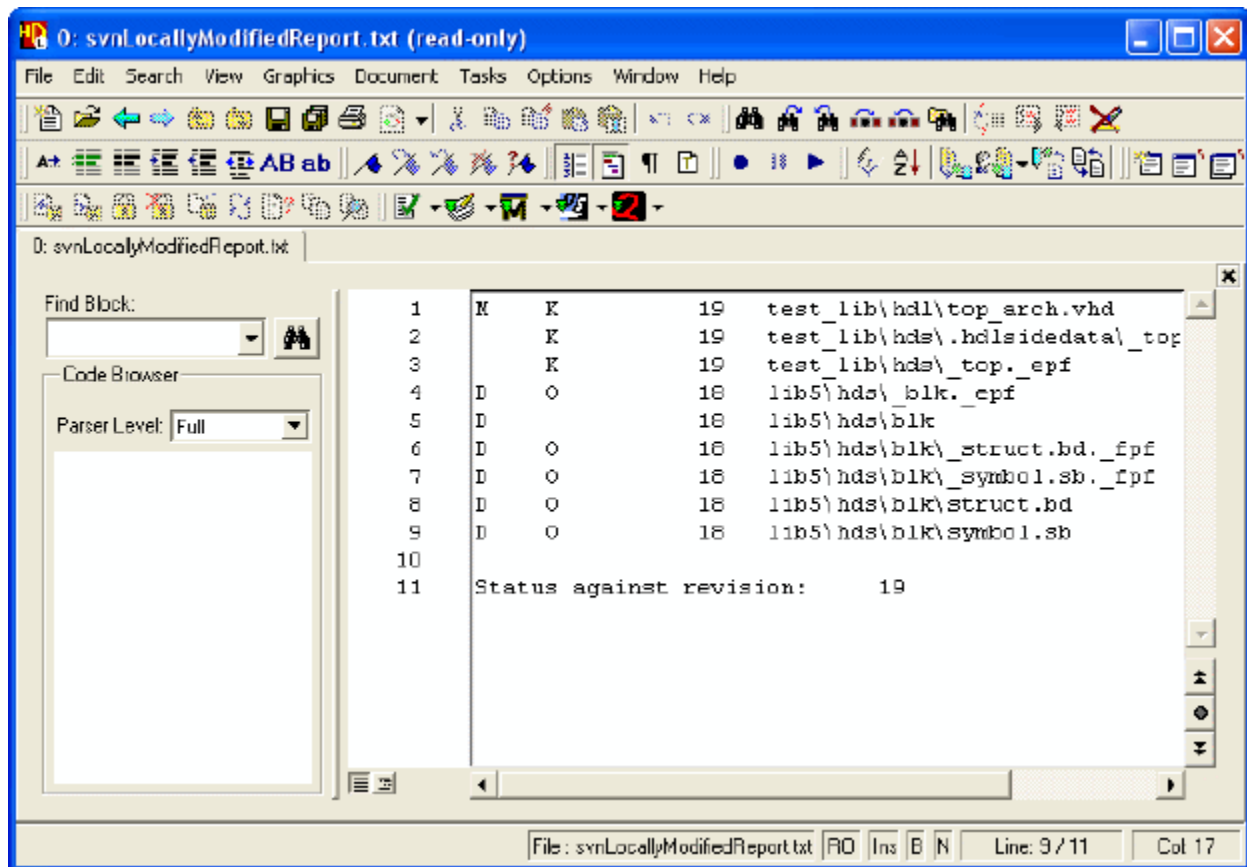 0: svnLocallyModifiedReport.txt (read-only)
File Edit Search View Graphics Document Tasks Options Window Help
A+ AB ab
0: svnLocallyModifiedReport.txt
Find Block:
Code Browser
Parser Level: Full
1 M K 19 test_lib\hdl\top_arch.vhd
2 K 19 test_lib\hds\.hdlsidedata\_top
3 K 19 test_lib\hds\_top._epf
4 D O 18 lib5\hds\_blk._epf
5 D 18 lib5\hds\blk
6 D O 18 lib5\hds\blk\_struct.bd._fpf
7 D O 18 lib5\hds\blk\_symbol.sb._fpf
8 D O 18 lib5\hds\blk\struct.bd
9 D O 18 lib5\hds\blk\symbol.sb
10
11 Status against revision: 19
File : svnLocallyModifiedReport.txt RO Ins B N Line: 9 / 11 Col: 17